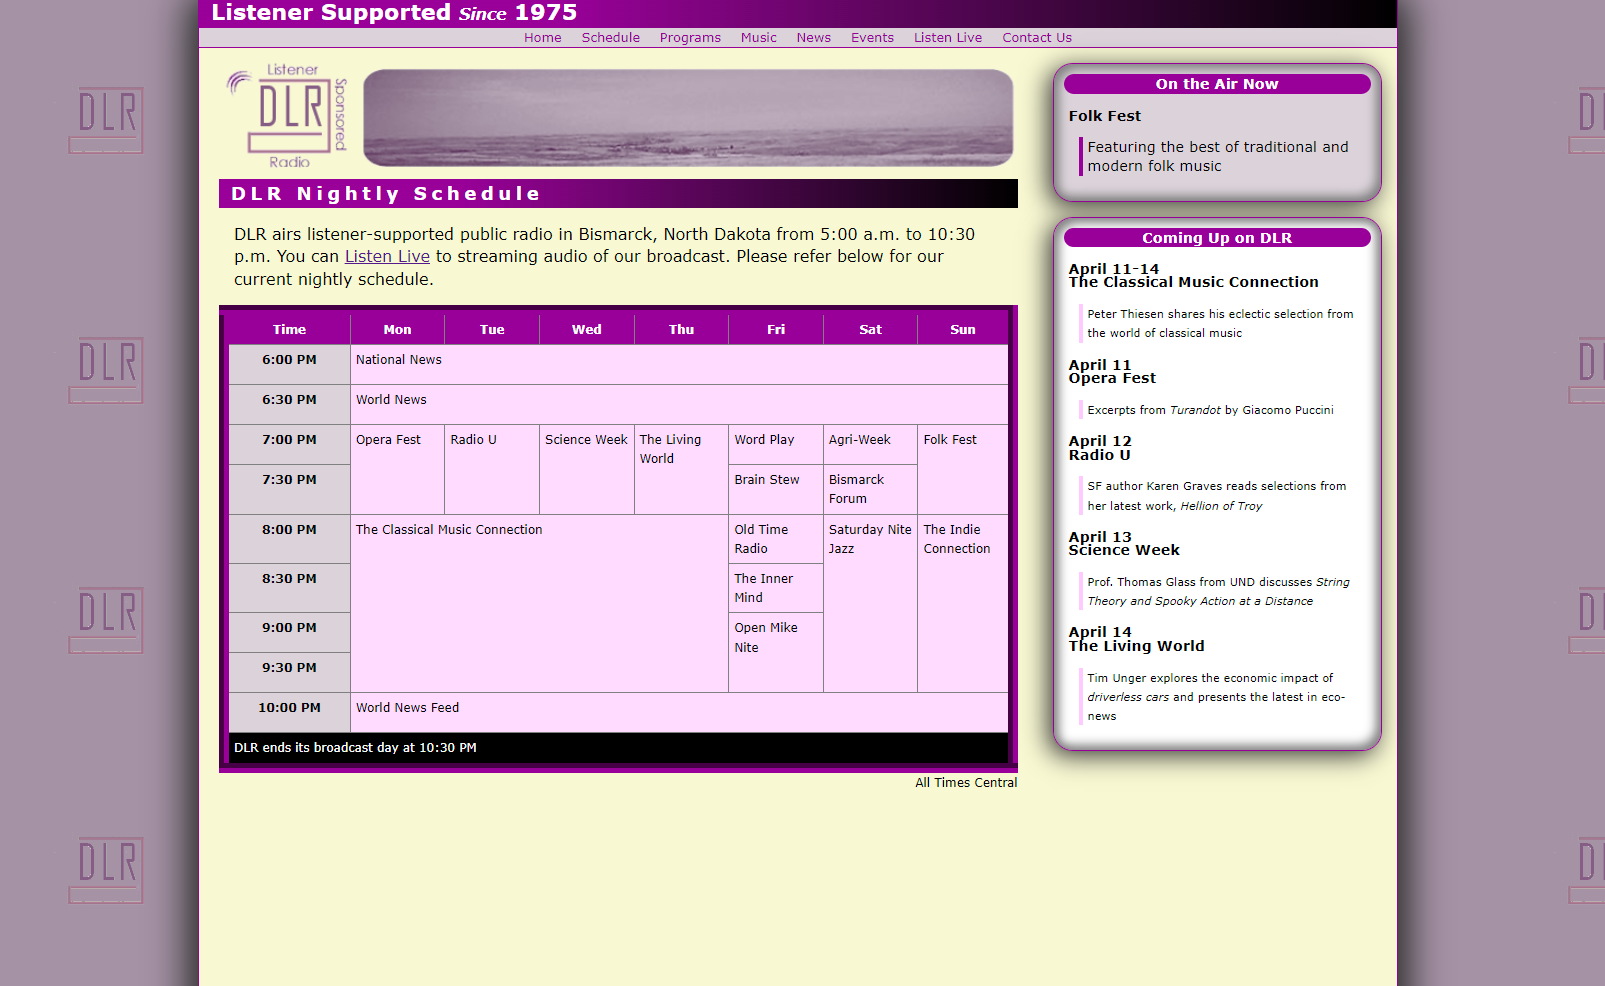 Listener Supported Since 1975
Home Schedule Programs Music News Events Listen Live Contact Us
Listener
DLR
Sponsored
Radio
DLR Nightly Schedule
DLR airs listener-supported public radio in Bismarck, North Dakota from 5:00 a.m. to 10:30
p.m. You can Listen Live to streaming audio of our broadcast. Please refer below for our
current nightly schedule.
Time Mon Tue Wed Thu Fri Sat Sun
6:00 PM National News
6:30 PM World News
7:00 PM Opera Fest Radio U Science Week The Living Word Play Agri-Week Folk Fest
World
7:30 PM Brain Stew Bismarck
Forum
8:00 PM The Classical Music Connection Old Time Saturday Nite The Indie
Radio Jazz Connection
8:30 PM The Inner
Mind
9:00 PM Open Mike
Nite
9:30 PM
10:00 PM World News Feed
DLR ends its broadcast day at 10:30 PM
All Times Central
On the Air Now
Folk Fest
Featuring the best of traditional and
modern folk music
Coming Up on DLR
April 11-14
The Classical Music Connection
Peter Thiesen shares his eclectic selection from
the world of classical music
April 11
Opera Fest
Excerpts from Turandot by Giacomo Puccini
April 12
Radio U
SF author Karen Graves reads selections from
her latest work, Hellion of Troy
April 13
Science Week
Prof. Thomas Glass from UND discusses String
Theory and Spooky Action at a Distance
April 14
The Living World
Tim Unger explores the economic impact of
driverless cars and presents the latest in eco-
news
DLR
DLR
DLR
DLR